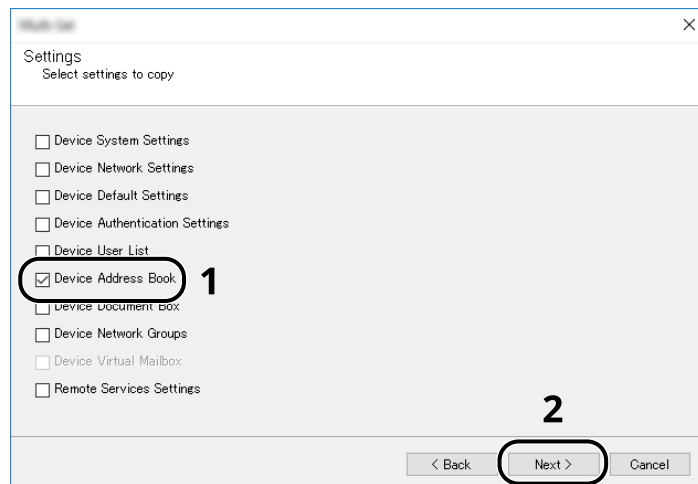 Settings
Select settings to copy
Device System Settings
Device Network Settings
Device Default Settings
Device Authentication Settings
Device User List
Device Address Book
1
Device Document Box
Device Network Groups
Device Virtual Mailbox
Remote Services Settings
2
< Back Next > Cancel